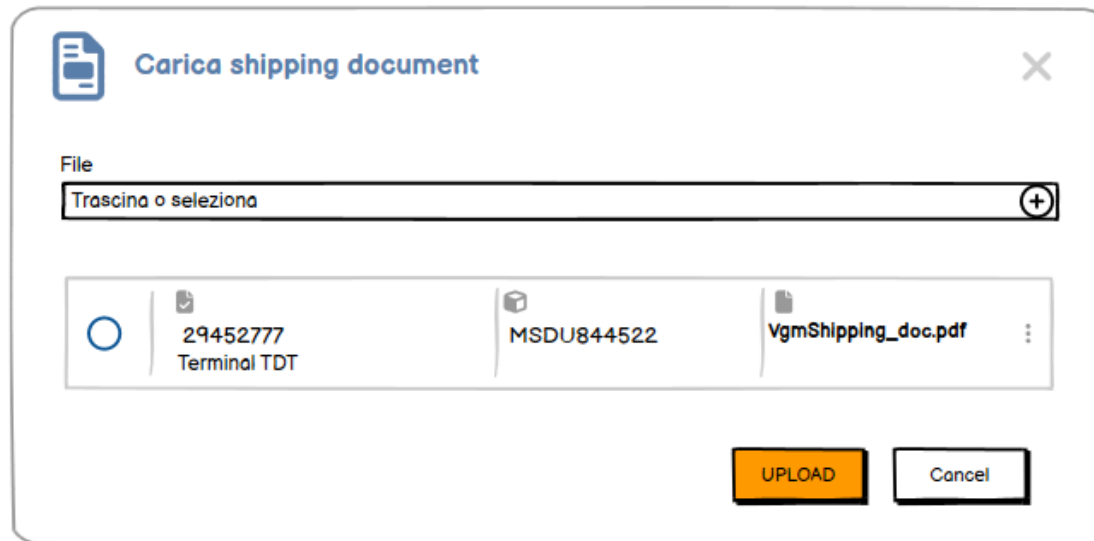 Carica shipping document
File
Trascina o seleziona
29452777
Terminal TDT
MSDU844522
VgmShipping_doc.pdf
UPLOAD
Cancel